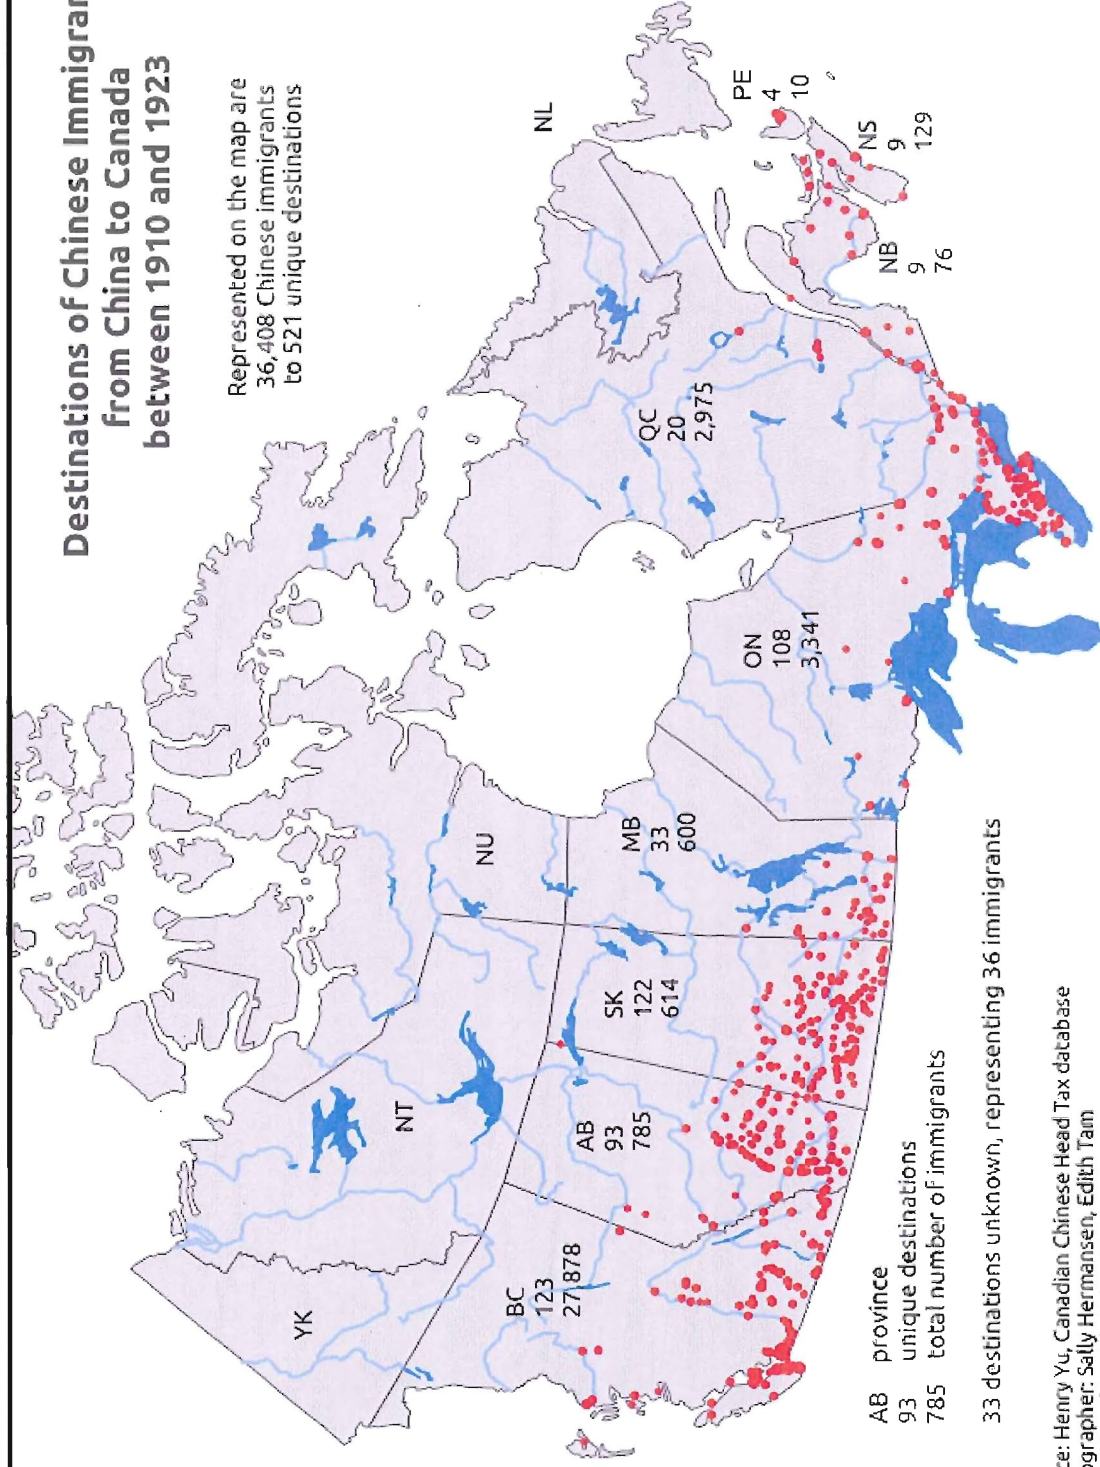 Destinations of Chinese Immigran
from China to Canada
between 1910 and 1923
Represented on the map are
36,408 Chinese immigrants
to 521 unique destinations
YK
NT
NU
NL
BC
123
27,878
AB
93
785
SK
122
614
MB
33
600
ON
108
3,341
QC
20
2,975
NB
9
76
PE
4
10
NS
9
129
AB province
93 unique destinations
785 total number of immigrants
33 destinations unknown, representing 36 immigrants
ce: Henry Yu, Canadian Chinese Head Tax database
ographer: Sally Hermansen, Edith Tam